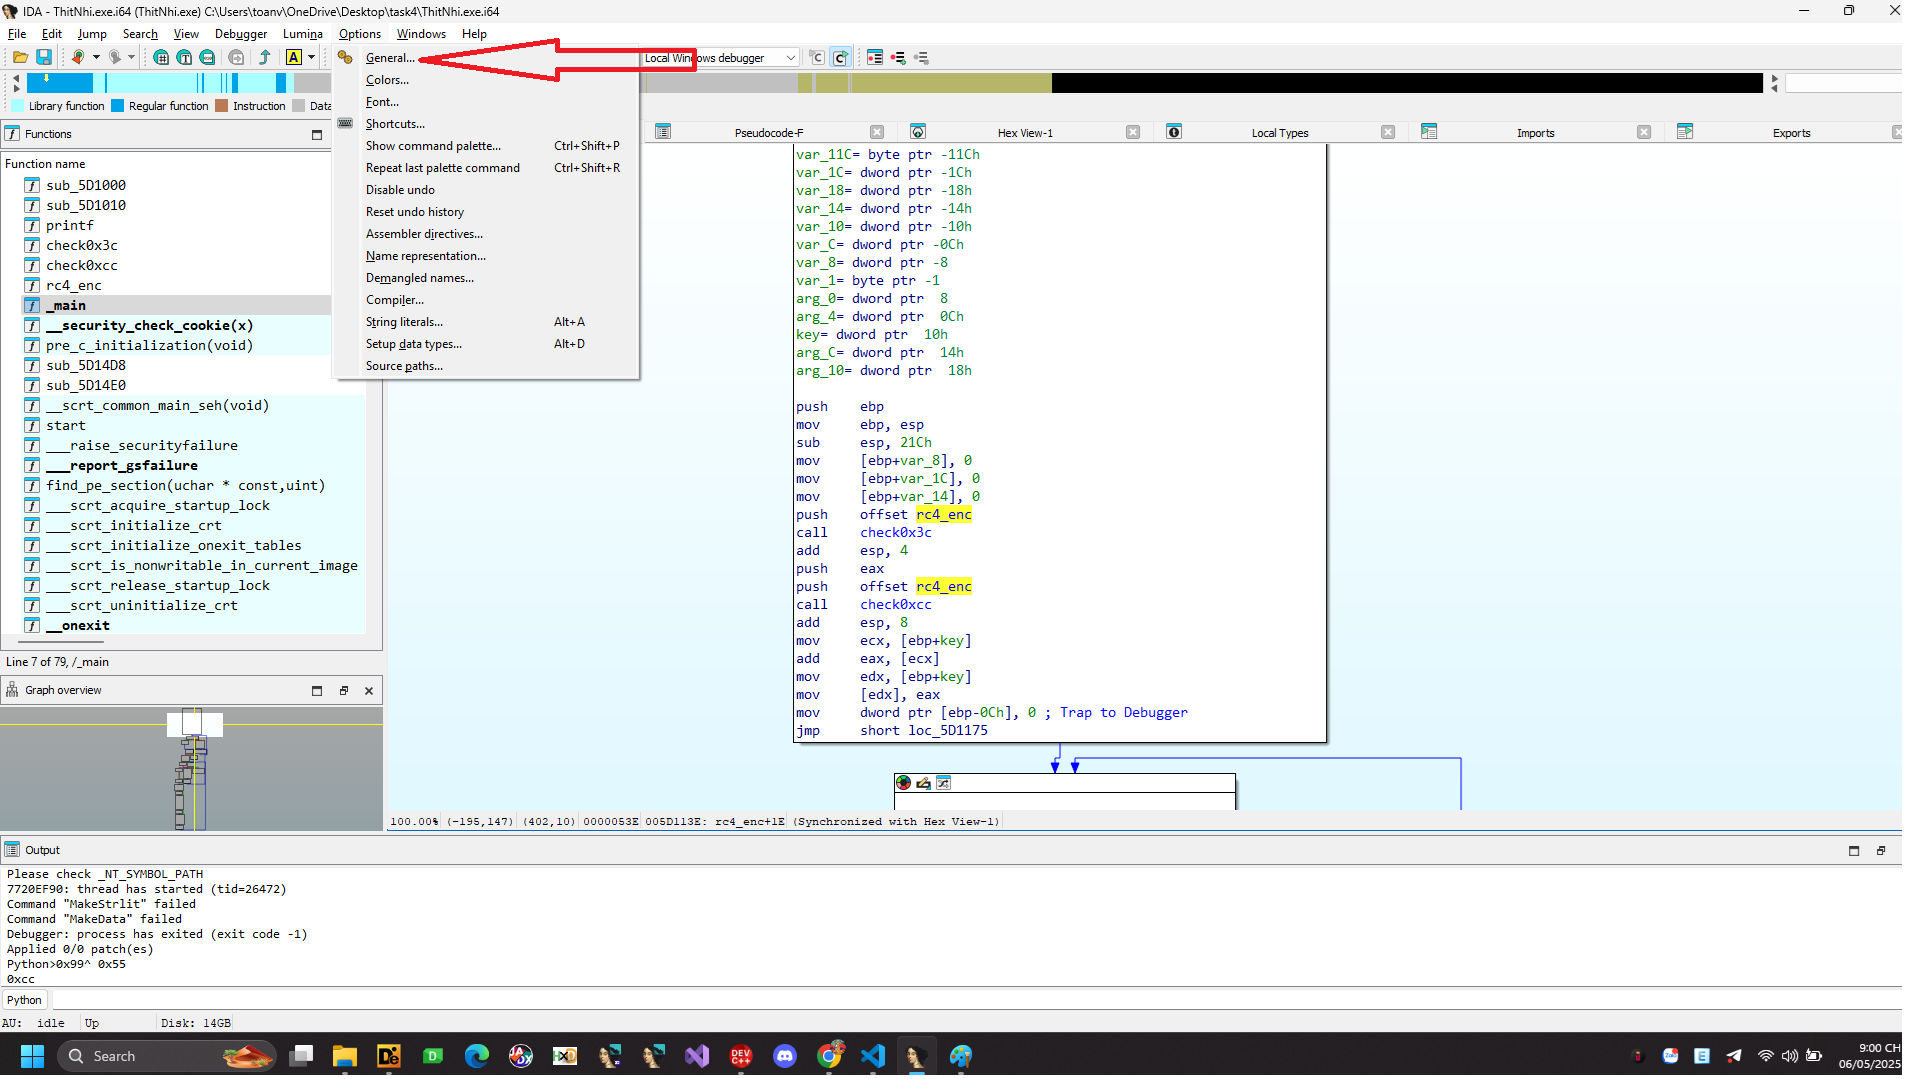 IDA - ThitNhi.exe.i64 (ThitNhi.exe) C:\Users\toanv\OneDrive\Desktop\task4\ThitNhi.exe.i64
File Edit Jump Search View Debugger Lumina Options Windows Help
General...
Local Windows debugger
Colors...
Library function Regular function Instruction Data
Font...
Shortcuts...
Show command palette... Ctrl+Shift+P
Repeat last palette command Ctrl+Shift+R
Disable undo
Reset undo history
Assembler directives...
Name representation...
Demangled names...
Compiler...
String literals... Alt+A
Setup data types... Alt+D
Source paths...
Functions
Pseudocode-F Hex View-1 Local Types Imports Exports
Function name
sub_5D1000
sub_5D1010
printf
check0x3c
check0xcc
rc4_enc
_main
__security_check_cookie(x)
pre_c_initialization(void)
sub_5D14D8
sub_5D14E0
__scrt_common_main_seh(void)
start
___raise_securityfailure
___report_gsfailure
find_pe_section(uchar * const,uint)
___scrt_acquire_startup_lock
___scrt_initialize_crt
___scrt_initialize_onexit_tables
___scrt_is_nonwritable_in_current_image
___scrt_release_startup_lock
___scrt_uninitialize_crt
__onexit
Line 7 of 79, /_main
Graph overview
var_11C= byte ptr -11Ch
var_1C= dword ptr -1Ch
var_18= dword ptr -18h
var_14= dword ptr -14h
var_10= dword ptr -10h
var_C= dword ptr -0Ch
var_8= dword ptr -8
var_1= byte ptr -1
arg_0= dword ptr 8
arg_4= dword ptr 0Ch
key= dword ptr 10h
arg_C= dword ptr 14h
arg_10= dword ptr 18h
push ebp
mov ebp, esp
sub esp, 21Ch
mov [ebp+var_8], 0
mov [ebp+var_1C], 0
mov [ebp+var_14], 0
push offset rc4_enc
call check0x3c
add esp, 4
push eax
push offset rc4_enc
call check0xcc
add esp, 8
mov ecx, [ebp+key]
add eax, [ecx]
mov edx, [ebp+key]
mov [edx], eax
mov dword ptr [ebp-0Ch], 0 ; Trap to Debugger
jmp short loc_5D1175
100.00% (-195,147) (402,10) 0000053E 005D113E: rc4_enc+1E (Synchronized with Hex View-1)
Output
Please check _NT_SYMBOL_PATH
7720EF90: thread has started (tid=26472)
Command "MakeStrlit" failed
Command "MakeData" failed
Debugger: process has exited (exit code -1)
Applied 0/0 patch(es)
Python>0x99^ 0x55
0xcc
Python
AU: idle Up Disk: 14GB
Search
9:00 CH
06/05/2025